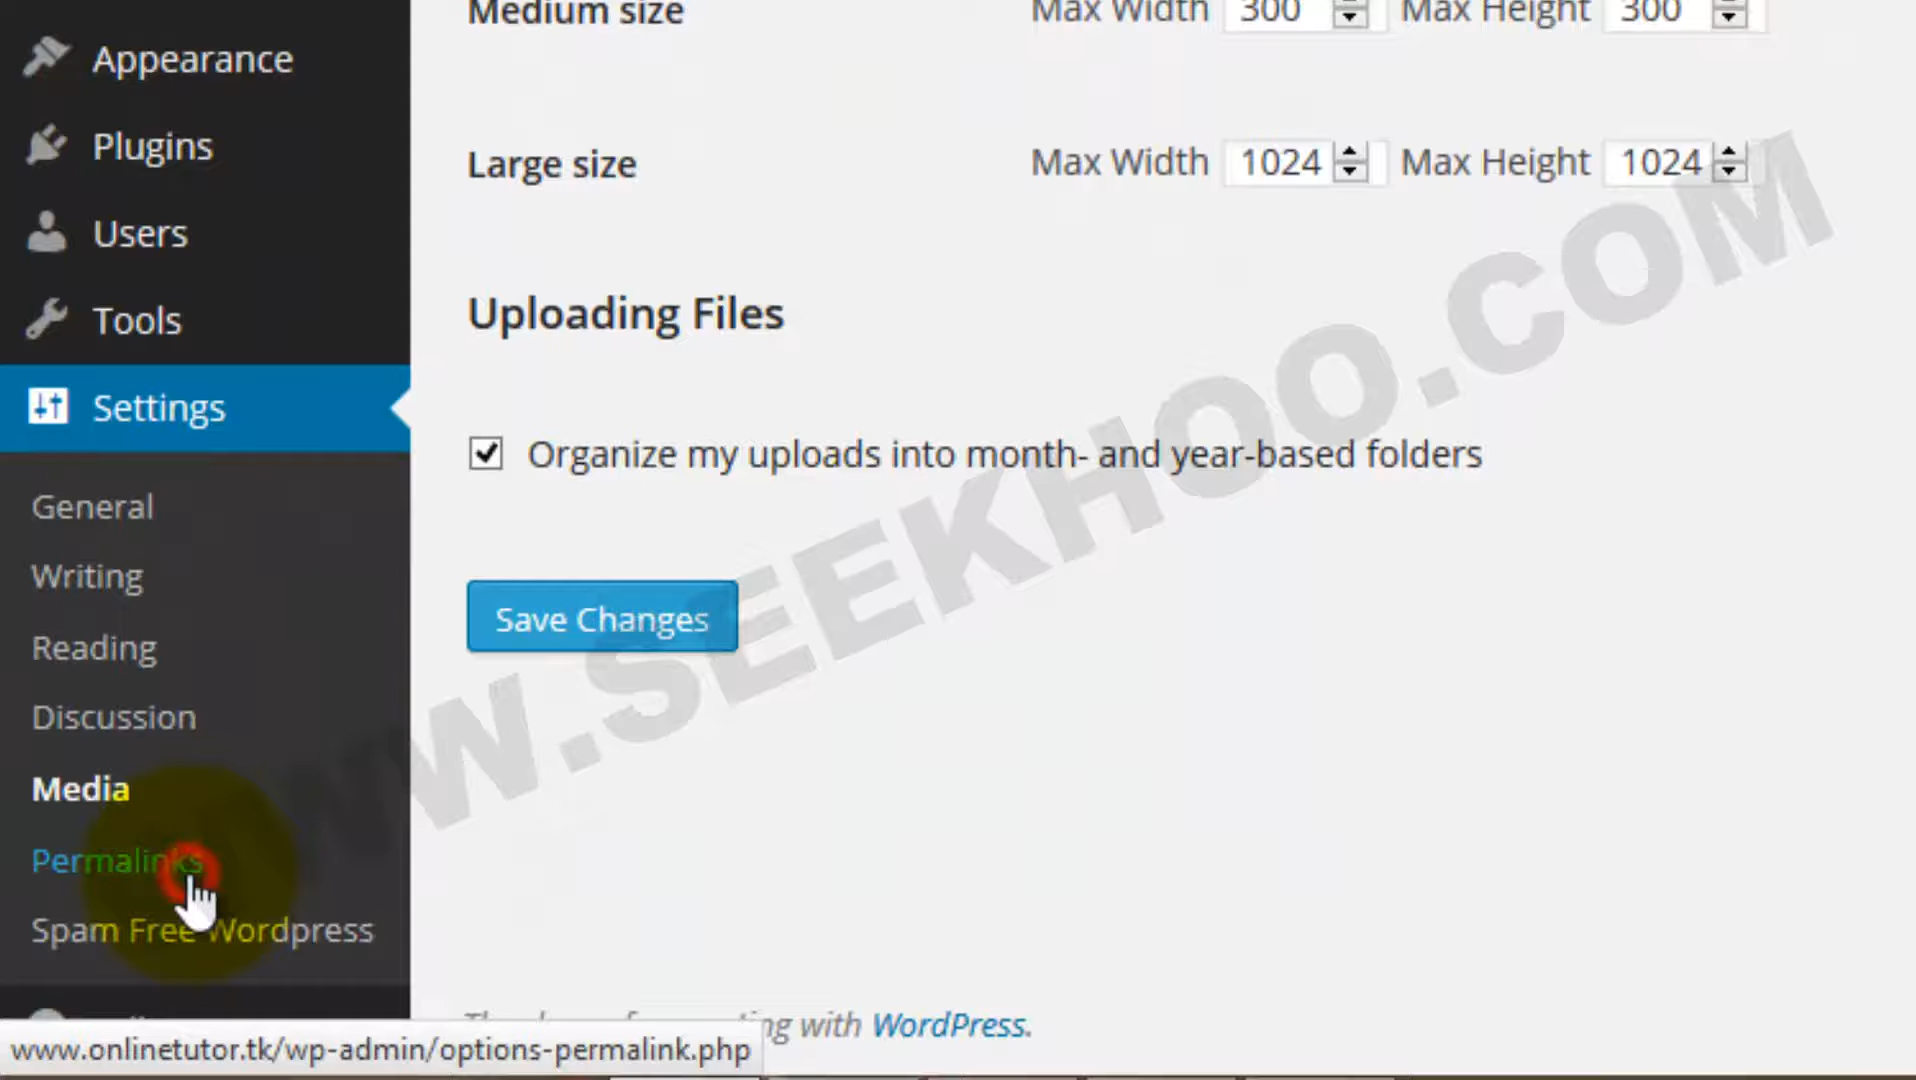 Medium size Max Width 300 Max Height 300
Appearance
Plugins
Large size Max Width 1024 Max Height 1024
Users
Uploading Files
Tools
Settings
Organize my uploads into month- and year-based folders
General
Writing
Save Changes
Reading
Discussion
Media
Permalinks
Spam Free Wordpress
with WordPress.
www.onlinetutor.tk/wp-admin/options-permalink.php
WWW.SEEKHOO.COM